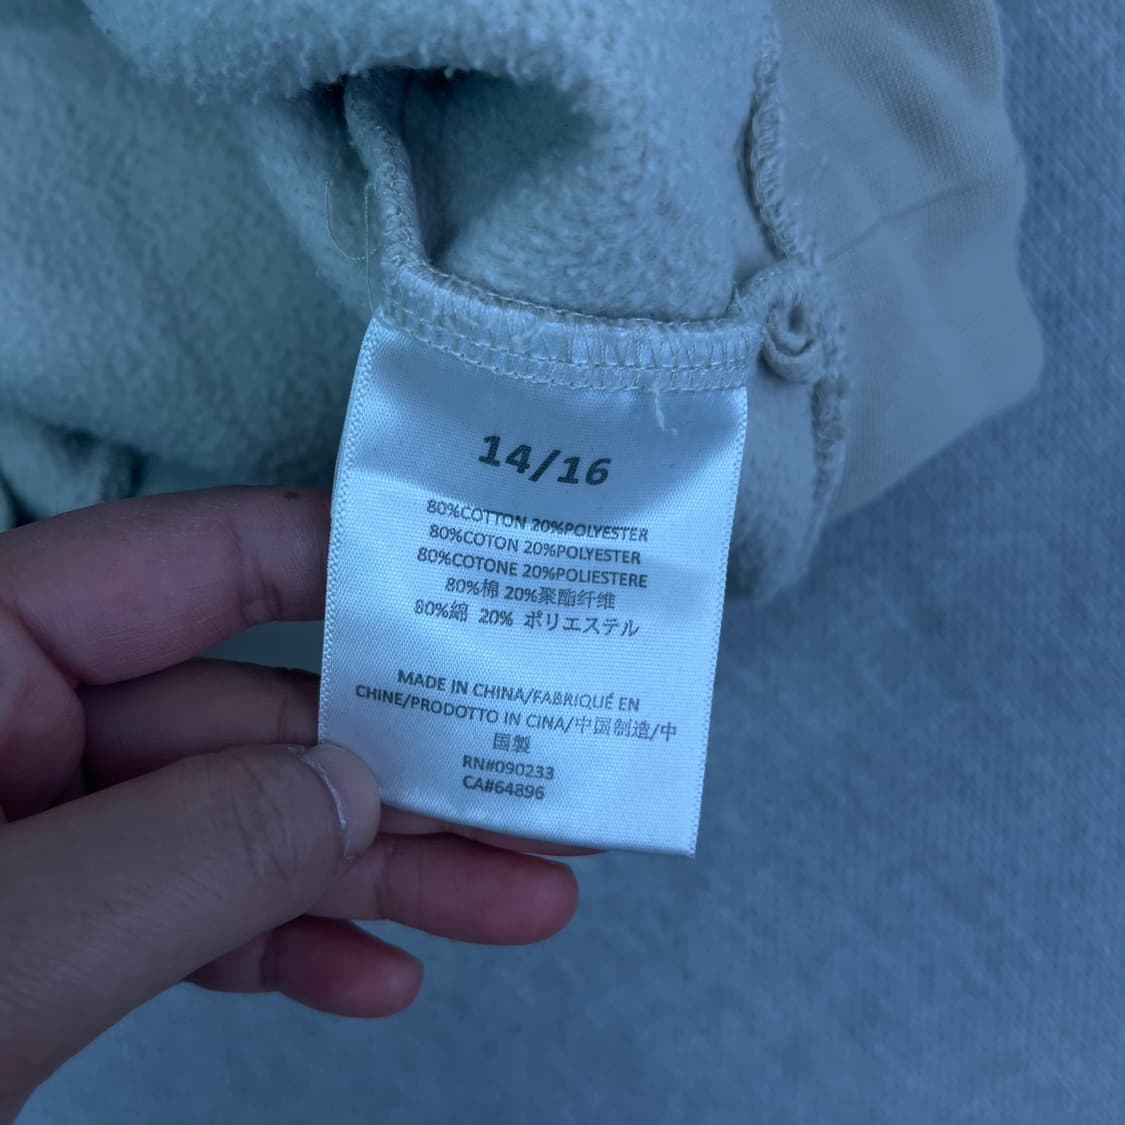 14/16
80%COTTON 20%POLYESTER
80%COTON 20%POLYESTER
80%COTONE 20%POLIESTERE
80%棉 20%聚酯纤维
80%綿 20% ポリエステル
MADE IN CHINA/FABRIQUÉ EN
CHINE/PRODOTTO IN CINA/中国制造/中
国製
RN#090233
CA#64896